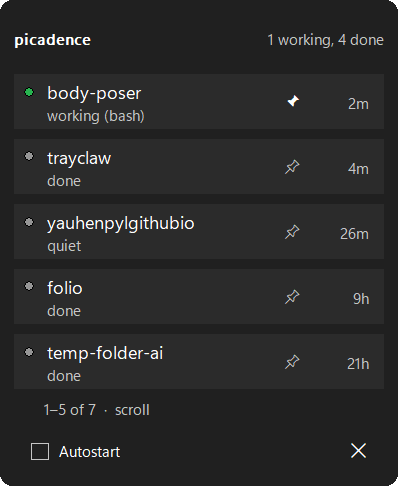 picadence 1 working, 4 done
body-poser
working (bash)
2m
trayclaw
done
4m
yauhenpylgithubio
quiet
26m
folio
done
9h
temp-folder-ai
done
21h
1–5 of 7 · scroll
Autostart